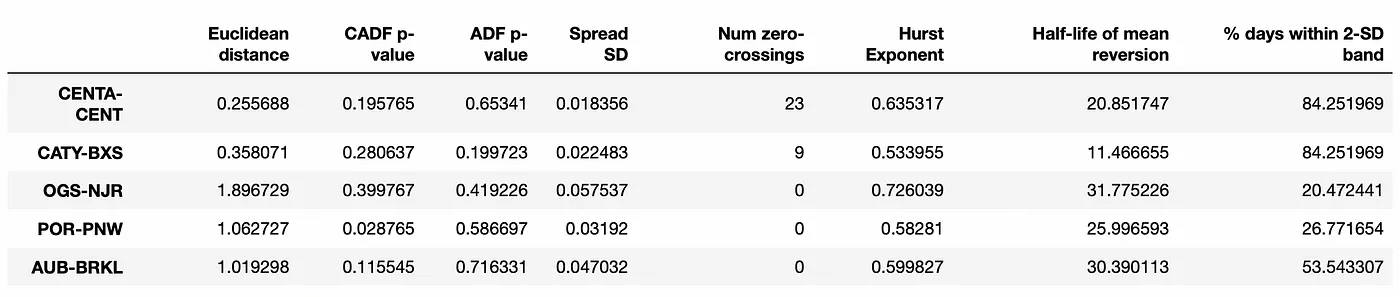 Euclidean distance CADF p-value ADF p-value Spread SD Num zero-crossings Hurst Exponent Half-life of mean reversion % days within 2-SD band
CENTA-CENT 0.255688 0.195765 0.65341 0.018356 23 0.635317 20.851747 84.251969
CATY-BXS 0.358071 0.280637 0.199723 0.022483 9 0.533955 11.466655 84.251969
OGS-NJR 1.896729 0.399767 0.419226 0.057537 0 0.726039 31.775226 20.472441
POR-PNW 1.062727 0.028765 0.586697 0.03192 0 0.58281 25.996593 26.771654
AUB-BRKL 1.019298 0.115545 0.716331 0.047032 0 0.599827 30.390113 53.543307